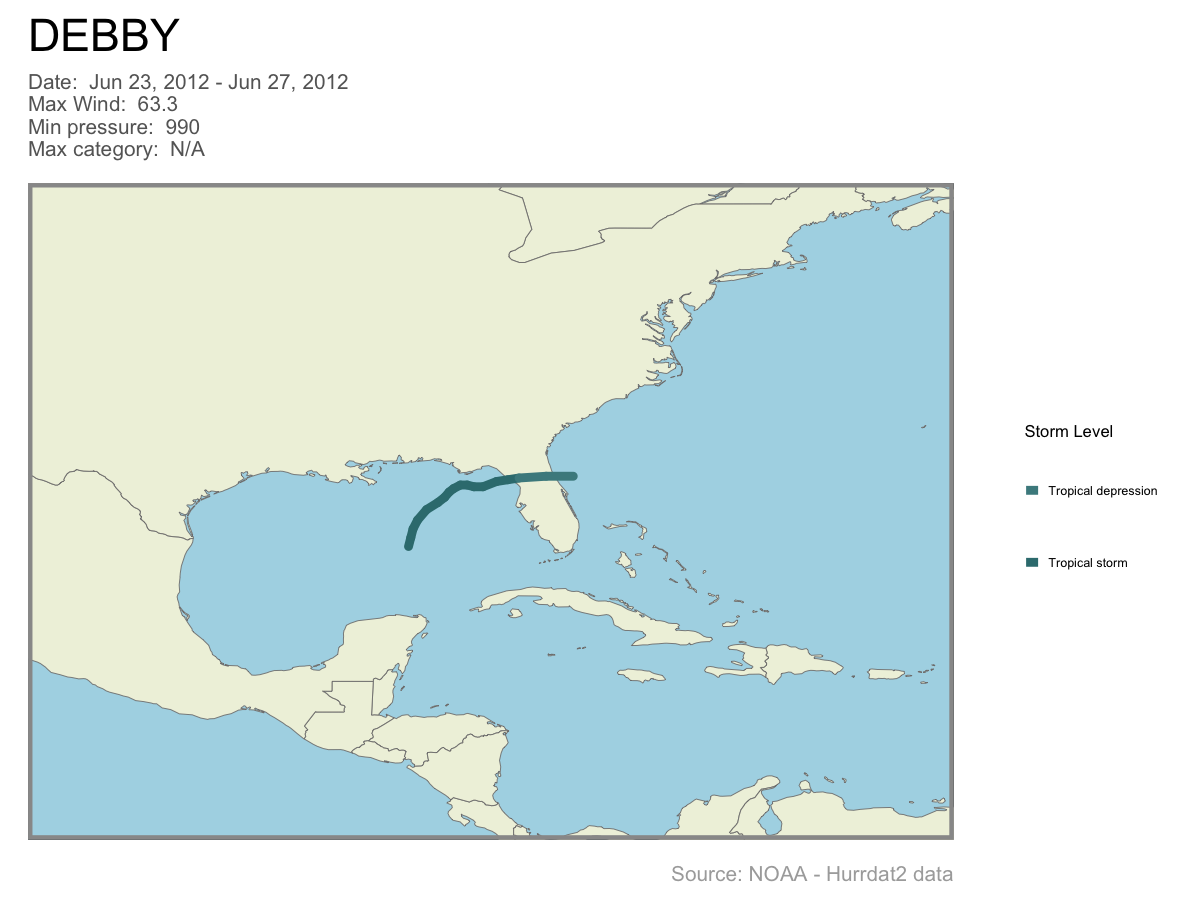 DEBBY
Date:  Jun 23, 2012 - Jun 27, 2012
Max Wind:  63.3
Min pressure:  990
Max category:  N/A
Storm Level
Tropical depression
Tropical storm
Source: NOAA - Hurrdat2 data